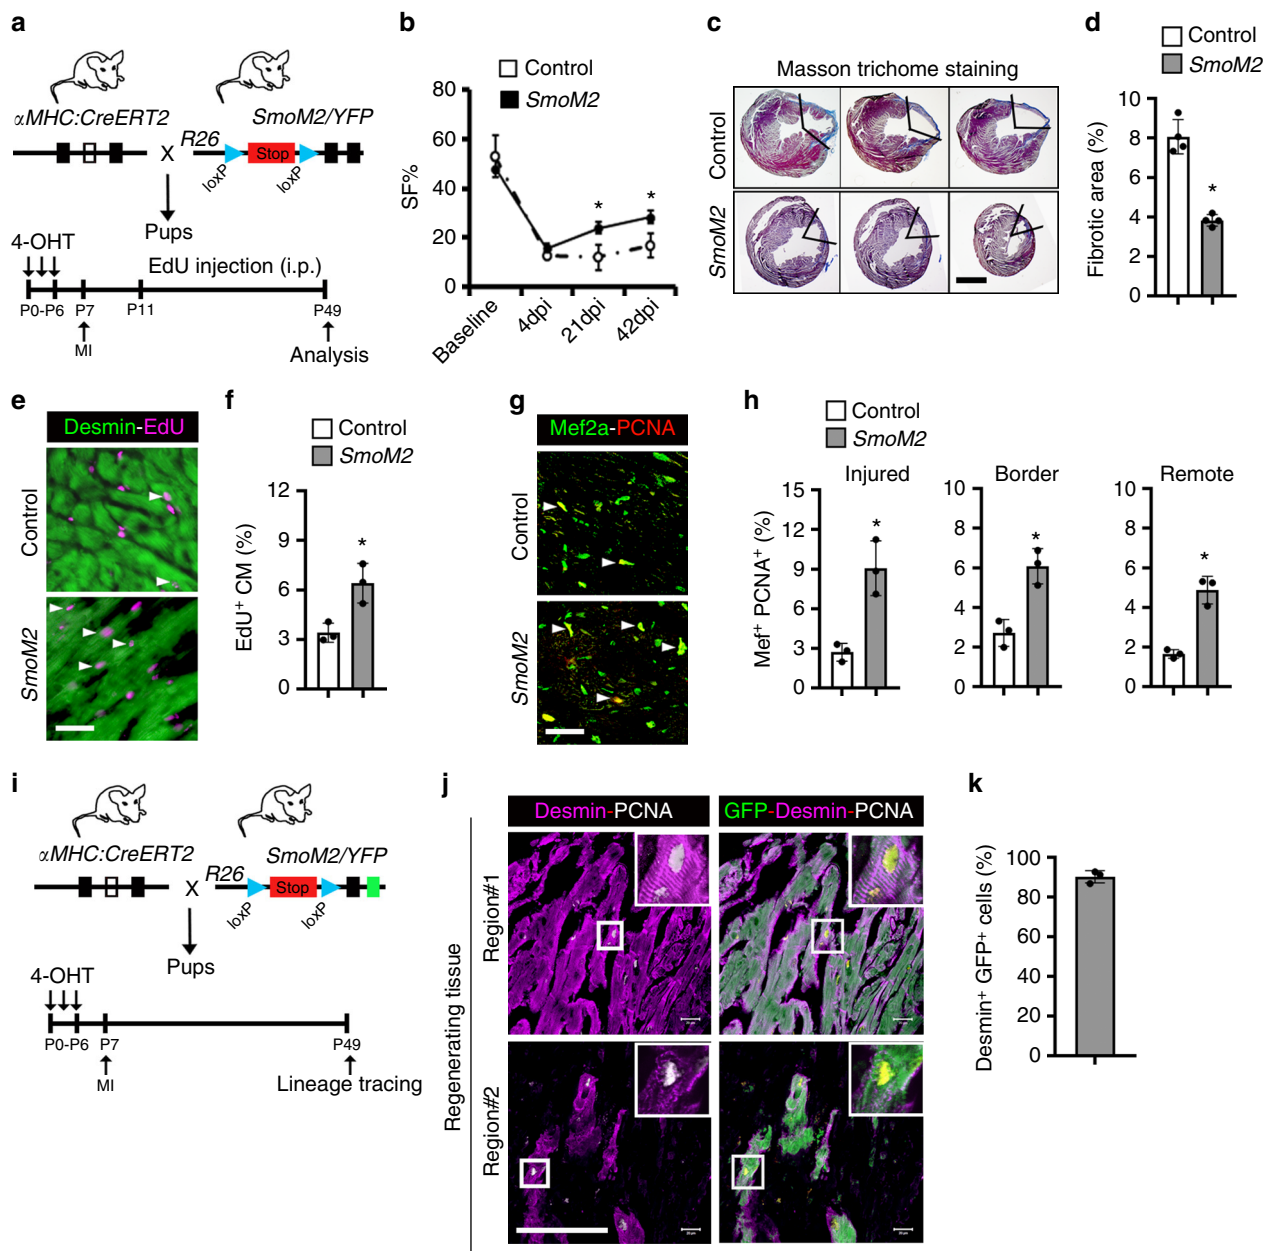 a
αMHC:CreERT2
SmoM2/YFP
R26
Stop
loxP
loxP
X
Pups
4-OHT
EdU injection (i.p.)
P0-P6
P7
P11
P49
MI
Analysis
b
Control
SmoM2
SF%
80
60
40
20
0
*
*
Baseline
4dpi
21dpi
42dpi
c
Masson trichome staining
Control
SmoM2
d
Control
SmoM2
Fibrotic area (%)
10
8
6
4
2
0
*
e
Desmin-EdU
Control
SmoM2
f
Control
SmoM2
EdU+ CM (%)
12
9
6
3
0
*
g
Mef2a-PCNA
Control
SmoM2
h
Control
SmoM2
Mef+ PCNA+ (%)
Injured
15
12
9
6
3
0
*
Border
10
8
6
4
2
0
*
Remote
10
8
6
4
2
0
*
i
αMHC:CreERT2
SmoM2/YFP
R26
Stop
loxP
loxP
X
Pups
4-OHT
P0-P6
P7
P49
MI
Lineage tracing
j
Desmin-PCNA
GFP-Desmin-PCNA
Regenerating tissue
Region#1
Region#2
k
Desmin+ GFP+ cells (%)
100
80
60
40
20
0